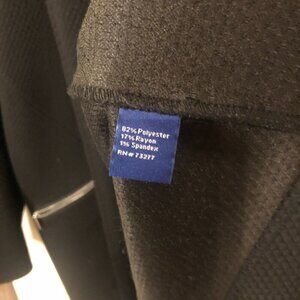 82% Polyester
17% Rayon
1% Spandex
RN# 73277